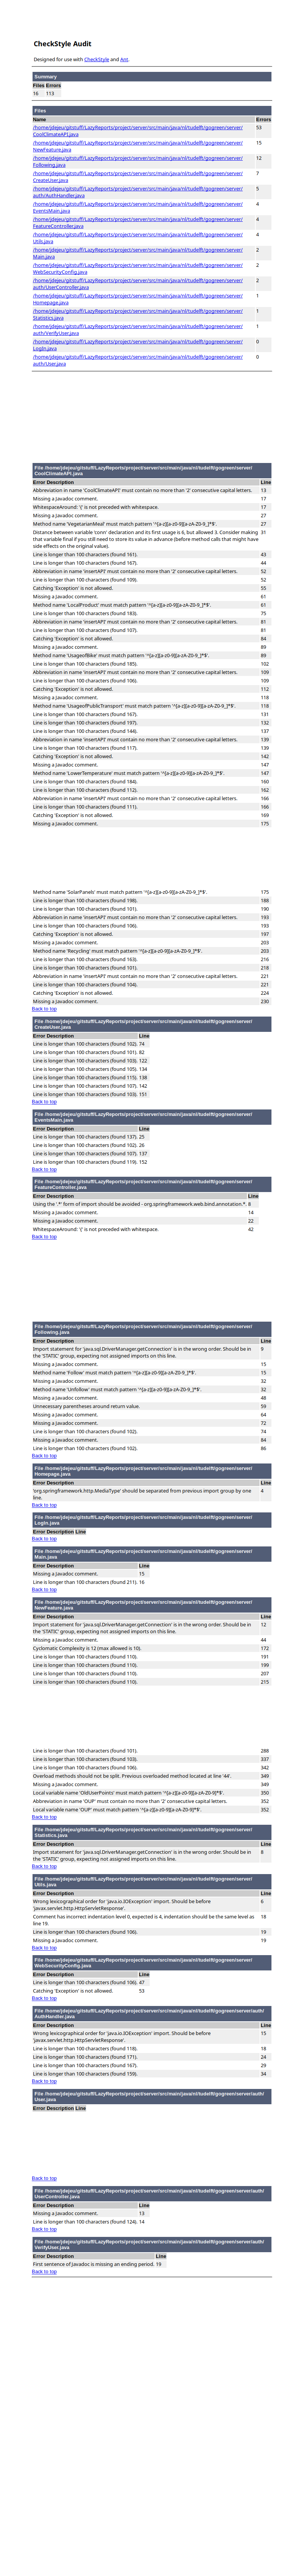 CheckStyle Audit
Designed for use with CheckStyle and Ant.
Summary
Files Errors
16 113
Files
Name Errors
/home/jdejeu/gitstuff/LazyReports/project/server/src/main/java/nl/tudelft/gogreen/server/ 53
CoolClimateAPI.java
/home/jdejeu/gitstuff/LazyReports/project/server/src/main/java/nl/tudelft/gogreen/server/ 15
NewFeature.java
/home/jdejeu/gitstuff/LazyReports/project/server/src/main/java/nl/tudelft/gogreen/server/ 12
Following.java
/home/jdejeu/gitstuff/LazyReports/project/server/src/main/java/nl/tudelft/gogreen/server/ 7
CreateUser.java
/home/jdejeu/gitstuff/LazyReports/project/server/src/main/java/nl/tudelft/gogreen/server/ 5
auth/AuthHandler.java
/home/jdejeu/gitstuff/LazyReports/project/server/src/main/java/nl/tudelft/gogreen/server/ 4
EventsMain.java
/home/jdejeu/gitstuff/LazyReports/project/server/src/main/java/nl/tudelft/gogreen/server/ 4
FeatureController.java
/home/jdejeu/gitstuff/LazyReports/project/server/src/main/java/nl/tudelft/gogreen/server/ 4
Utils.java
/home/jdejeu/gitstuff/LazyReports/project/server/src/main/java/nl/tudelft/gogreen/server/ 2
Main.java
/home/jdejeu/gitstuff/LazyReports/project/server/src/main/java/nl/tudelft/gogreen/server/ 2
WebSecurityConfig.java
/home/jdejeu/gitstuff/LazyReports/project/server/src/main/java/nl/tudelft/gogreen/server/ 2
auth/UserController.java
/home/jdejeu/gitstuff/LazyReports/project/server/src/main/java/nl/tudelft/gogreen/server/ 1
Homepage.java
/home/jdejeu/gitstuff/LazyReports/project/server/src/main/java/nl/tudelft/gogreen/server/ 1
Statistics.java
/home/jdejeu/gitstuff/LazyReports/project/server/src/main/java/nl/tudelft/gogreen/server/ 1
auth/VerifyUser.java
/home/jdejeu/gitstuff/LazyReports/project/server/src/main/java/nl/tudelft/gogreen/server/ 0
LogIn.java
/home/jdejeu/gitstuff/LazyReports/project/server/src/main/java/nl/tudelft/gogreen/server/ 0
auth/User.java
File /home/jdejeu/gitstuff/LazyReports/project/server/src/main/java/nl/tudelft/gogreen/server/
CoolClimateAPI.java
Error Description Line
Abbreviation in name 'CoolClimateAPI' must contain no more than '2' consecutive capital letters. 13
Missing a Javadoc comment. 17
WhitespaceAround: '{' is not preceded with whitespace. 17
Missing a Javadoc comment. 27
Method name 'VegetarianMeal' must match pattern '^[a-z][a-z0-9][a-zA-Z0-9_]*$'. 27
Distance between variable 'conn' declaration and its first usage is 6, but allowed 3. Consider making 31
that variable final if you still need to store its value in advance (before method calls that might have
side effects on the original value).
Line is longer than 100 characters (found 161). 43
Line is longer than 100 characters (found 167). 44
Abbreviation in name 'insertAPI' must contain no more than '2' consecutive capital letters. 52
Line is longer than 100 characters (found 109). 52
Catching 'Exception' is not allowed. 55
Missing a Javadoc comment. 61
Method name 'LocalProduct' must match pattern '^[a-z][a-z0-9][a-zA-Z0-9_]*$'. 61
Line is longer than 100 characters (found 183). 75
Abbreviation in name 'insertAPI' must contain no more than '2' consecutive capital letters. 81
Line is longer than 100 characters (found 107). 81
Catching 'Exception' is not allowed. 84
Missing a Javadoc comment. 89
Method name 'UsageofBike' must match pattern '^[a-z][a-z0-9][a-zA-Z0-9_]*$'. 89
Line is longer than 100 characters (found 185). 102
Abbreviation in name 'insertAPI' must contain no more than '2' consecutive capital letters. 109
Line is longer than 100 characters (found 106). 109
Catching 'Exception' is not allowed. 112
Missing a Javadoc comment. 118
Method name 'UsageofPublicTransport' must match pattern '^[a-z][a-z0-9][a-zA-Z0-9_]*$'. 118
Line is longer than 100 characters (found 167). 131
Line is longer than 100 characters (found 197). 132
Line is longer than 100 characters (found 144). 137
Abbreviation in name 'insertAPI' must contain no more than '2' consecutive capital letters. 139
Line is longer than 100 characters (found 117). 139
Catching 'Exception' is not allowed. 142
Missing a Javadoc comment. 147
Method name 'LowerTemperature' must match pattern '^[a-z][a-z0-9][a-zA-Z0-9_]*$'. 147
Line is longer than 100 characters (found 184). 160
Line is longer than 100 characters (found 112). 162
Abbreviation in name 'insertAPI' must contain no more than '2' consecutive capital letters. 166
Line is longer than 100 characters (found 111). 166
Catching 'Exception' is not allowed. 169
Missing a Javadoc comment. 175
Method name 'SolarPanels' must match pattern '^[a-z][a-z0-9][a-zA-Z0-9_]*$'. 175
Line is longer than 100 characters (found 198). 188
Line is longer than 100 characters (found 101). 190
Abbreviation in name 'insertAPI' must contain no more than '2' consecutive capital letters. 193
Line is longer than 100 characters (found 106). 193
Catching 'Exception' is not allowed. 197
Missing a Javadoc comment. 203
Method name 'Recycling' must match pattern '^[a-z][a-z0-9][a-zA-Z0-9_]*$'. 203
Line is longer than 100 characters (found 163). 216
Line is longer than 100 characters (found 101). 218
Abbreviation in name 'insertAPI' must contain no more than '2' consecutive capital letters. 221
Line is longer than 100 characters (found 104). 221
Catching 'Exception' is not allowed. 224
Missing a Javadoc comment. 230
Back to top
File /home/jdejeu/gitstuff/LazyReports/project/server/src/main/java/nl/tudelft/gogreen/server/
CreateUser.java
Error Description Line
Line is longer than 100 characters (found 102). 74
Line is longer than 100 characters (found 101). 82
Line is longer than 100 characters (found 103). 122
Line is longer than 100 characters (found 105). 134
Line is longer than 100 characters (found 115). 138
Line is longer than 100 characters (found 107). 142
Line is longer than 100 characters (found 103). 151
Back to top
File /home/jdejeu/gitstuff/LazyReports/project/server/src/main/java/nl/tudelft/gogreen/server/
EventsMain.java
Error Description Line
Line is longer than 100 characters (found 137). 25
Line is longer than 100 characters (found 102). 26
Line is longer than 100 characters (found 107). 137
Line is longer than 100 characters (found 119). 152
Back to top
File /home/jdejeu/gitstuff/LazyReports/project/server/src/main/java/nl/tudelft/gogreen/server/
FeatureController.java
Error Description Line
Using the '.*' form of import should be avoided - org.springframework.web.bind.annotation.*. 8
Missing a Javadoc comment. 14
Missing a Javadoc comment. 22
WhitespaceAround: '{' is not preceded with whitespace. 42
Back to top
File /home/jdejeu/gitstuff/LazyReports/project/server/src/main/java/nl/tudelft/gogreen/server/
Following.java
Error Description Line
Import statement for 'java.sql.DriverManager.getConnection' is in the wrong order. Should be in 9
the 'STATIC' group, expecting not assigned imports on this line.
Missing a Javadoc comment. 15
Method name 'Follow' must match pattern '^[a-z][a-z0-9][a-zA-Z0-9_]*$'. 15
Missing a Javadoc comment. 32
Method name 'Unfollow' must match pattern '^[a-z][a-z0-9][a-zA-Z0-9_]*$'. 32
Missing a Javadoc comment. 48
Unnecessary parentheses around return value. 59
Missing a Javadoc comment. 64
Missing a Javadoc comment. 72
Line is longer than 100 characters (found 102). 74
Missing a Javadoc comment. 84
Line is longer than 100 characters (found 102). 86
Back to top
File /home/jdejeu/gitstuff/LazyReports/project/server/src/main/java/nl/tudelft/gogreen/server/
Homepage.java
Error Description Line
'org.springframework.http.MediaType' should be separated from previous import group by one 4
line.
Back to top
File /home/jdejeu/gitstuff/LazyReports/project/server/src/main/java/nl/tudelft/gogreen/server/
LogIn.java
Error Description Line
Back to top
File /home/jdejeu/gitstuff/LazyReports/project/server/src/main/java/nl/tudelft/gogreen/server/
Main.java
Error Description Line
Missing a Javadoc comment. 15
Line is longer than 100 characters (found 211). 16
Back to top
File /home/jdejeu/gitstuff/LazyReports/project/server/src/main/java/nl/tudelft/gogreen/server/
NewFeature.java
Error Description Line
Import statement for 'java.sql.DriverManager.getConnection' is in the wrong order. Should be in 12
the 'STATIC' group, expecting not assigned imports on this line.
Missing a Javadoc comment. 44
Cyclomatic Complexity is 12 (max allowed is 10). 172
Line is longer than 100 characters (found 110). 191
Line is longer than 100 characters (found 110). 199
Line is longer than 100 characters (found 110). 207
Line is longer than 100 characters (found 110). 215
Line is longer than 100 characters (found 101). 288
Line is longer than 100 characters (found 103). 337
Line is longer than 100 characters (found 106). 342
Overload methods should not be split. Previous overloaded method located at line '44'. 349
Missing a Javadoc comment. 349
Local variable name 'OldUserPoints' must match pattern '^[a-z][a-z0-9][a-zA-Z0-9]*$'. 350
Abbreviation in name 'OUP' must contain no more than '2' consecutive capital letters. 352
Local variable name 'OUP' must match pattern '^[a-z][a-z0-9][a-zA-Z0-9]*$'. 352
Back to top
File /home/jdejeu/gitstuff/LazyReports/project/server/src/main/java/nl/tudelft/gogreen/server/
Statistics.java
Error Description Line
Import statement for 'java.sql.DriverManager.getConnection' is in the wrong order. Should be in 8
the 'STATIC' group, expecting not assigned imports on this line.
Back to top
File /home/jdejeu/gitstuff/LazyReports/project/server/src/main/java/nl/tudelft/gogreen/server/
Utils.java
Error Description Line
Wrong lexicographical order for 'java.io.IOException' import. Should be before 6
'javax.servlet.http.HttpServletResponse'.
Comment has incorrect indentation level 0, expected is 4, indentation should be the same level as 18
line 19.
Line is longer than 100 characters (found 106). 19
Missing a Javadoc comment. 19
Back to top
File /home/jdejeu/gitstuff/LazyReports/project/server/src/main/java/nl/tudelft/gogreen/server/
WebSecurityConfig.java
Error Description Line
Line is longer than 100 characters (found 106). 47
Catching 'Exception' is not allowed. 53
Back to top
File /home/jdejeu/gitstuff/LazyReports/project/server/src/main/java/nl/tudelft/gogreen/server/auth/
AuthHandler.java
Error Description Line
Wrong lexicographical order for 'java.io.IOException' import. Should be before 15
'javax.servlet.http.HttpServletResponse'.
Line is longer than 100 characters (found 118). 18
Line is longer than 100 characters (found 171). 24
Line is longer than 100 characters (found 167). 29
Line is longer than 100 characters (found 159). 34
Back to top
File /home/jdejeu/gitstuff/LazyReports/project/server/src/main/java/nl/tudelft/gogreen/server/auth/
User.java
Error Description Line
Back to top
File /home/jdejeu/gitstuff/LazyReports/project/server/src/main/java/nl/tudelft/gogreen/server/auth/
UserController.java
Error Description Line
Missing a Javadoc comment. 13
Line is longer than 100 characters (found 124). 14
Back to top
File /home/jdejeu/gitstuff/LazyReports/project/server/src/main/java/nl/tudelft/gogreen/server/auth/
VerifyUser.java
Error Description Line
First sentence of Javadoc is missing an ending period. 19
Back to top